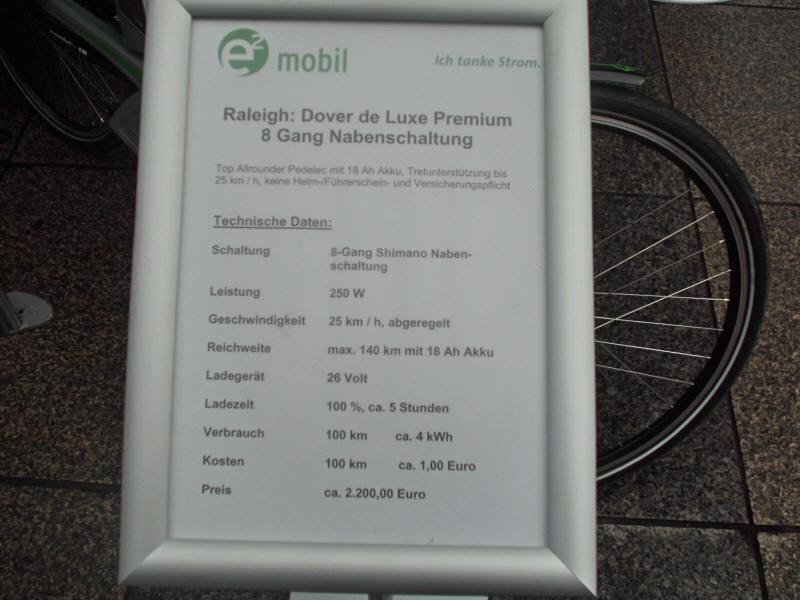 e2 mobil Ich tanke Strom.
Raleigh: Dover de Luxe Premium
8 Gang Nabenschaltung
Top Allrounder Pedelec mit 18 Ah Akku, Tretunterstützung bis
25 km / h, keine Helm-/Führerschein- und Versicherungspflicht
Technische Daten:
Schaltung 8-Gang Shimano Naben-
schaltung
Leistung 250 W
Geschwindigkeit 25 km / h, abgeregelt
Reichweite max. 140 km mit 18 Ah Akku
Ladegerät 26 Volt
Ladezeit 100 %, ca. 5 Stunden
Verbrauch 100 km ca. 4 kWh
Kosten 100 km ca. 1,00 Euro
Preis ca. 2.200,00 Euro